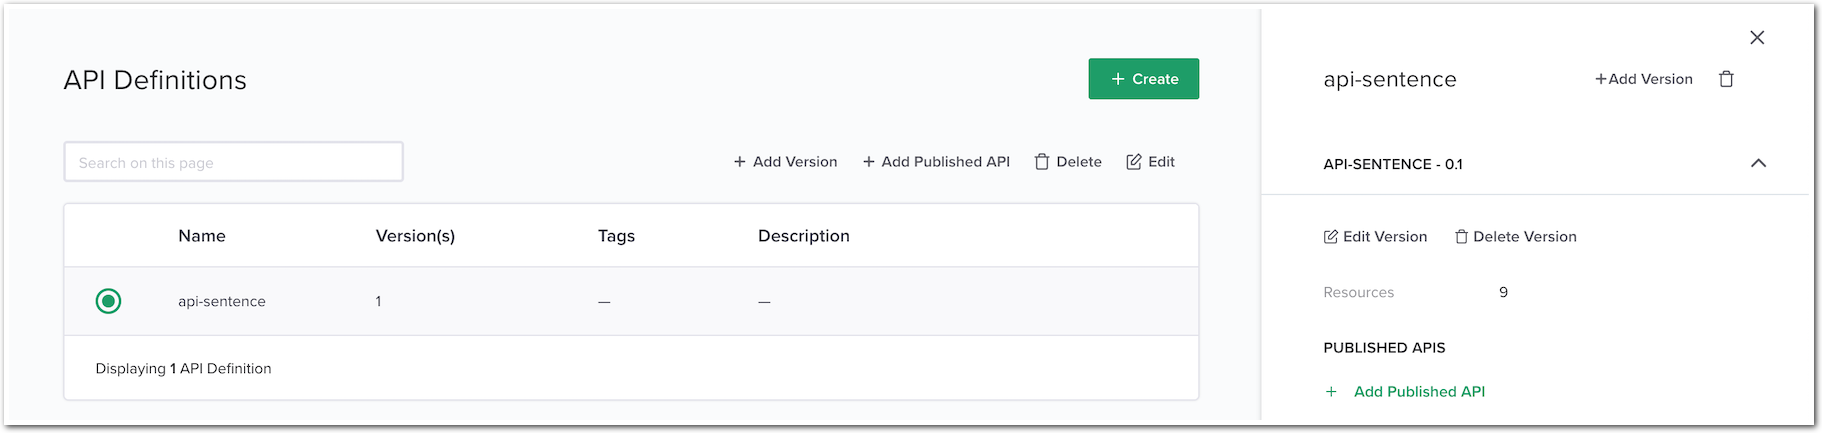 API Definitions
+ Create
Search on this page
+ Add Version + Add Published API Delete Edit
Name Version(s) Tags Description
api-sentence 1 — —
Displaying 1 API Definition
api-sentence +Add Version
API-SENTENCE - 0.1
Edit Version Delete Version
Resources 9
PUBLISHED APIS
+ Add Published API